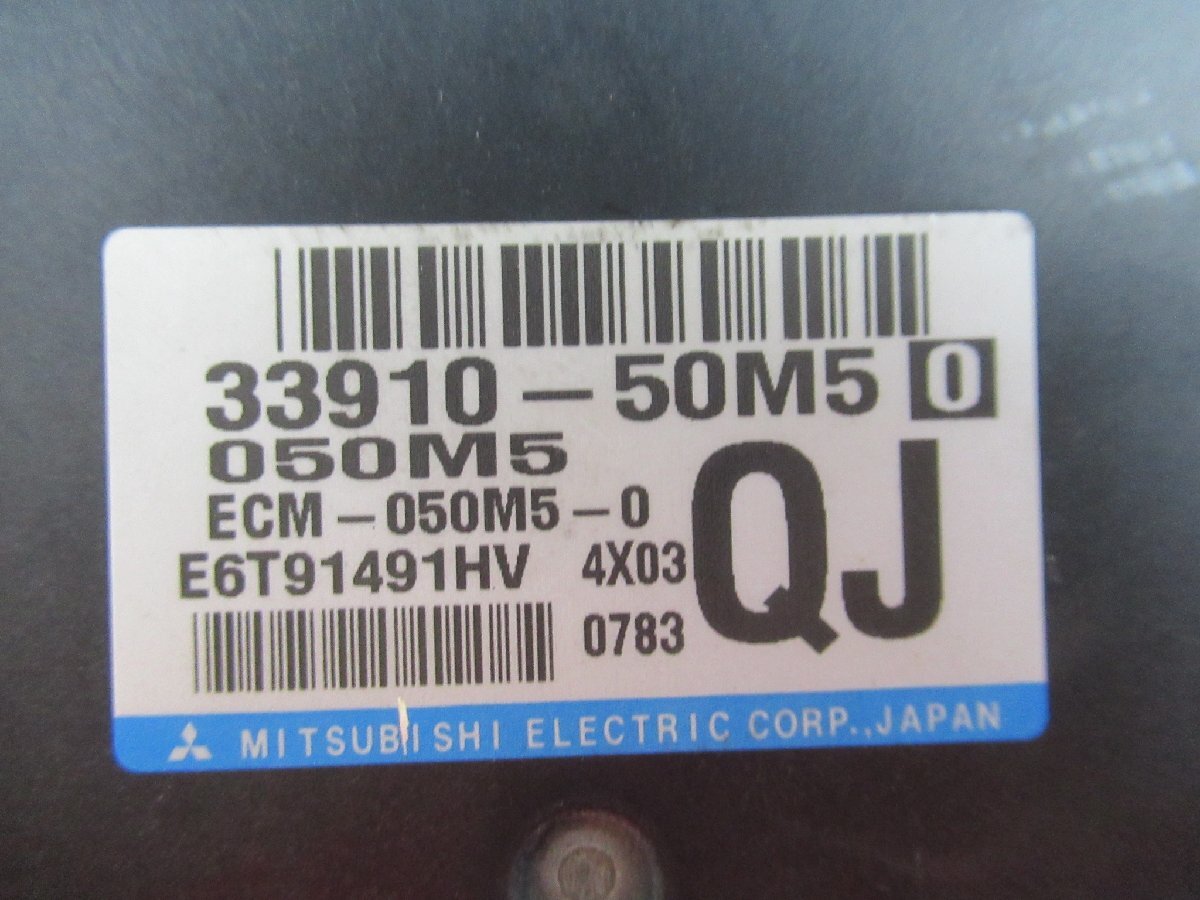 33910-50M5 0
050M5
ECM-050M5-0
E6T91491HV 4X03
0783
QJ
MITSUBISHI ELECTRIC CORP.,JAPAN